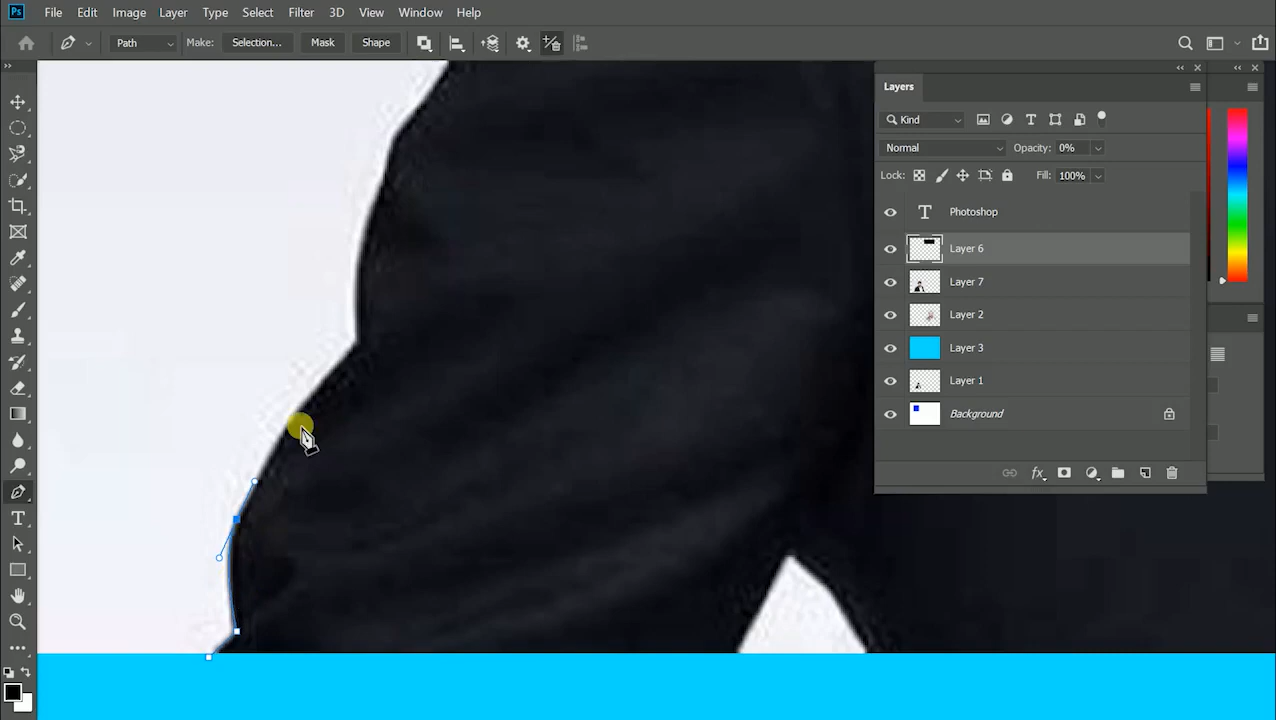 Ps File Edit Image Layer Type Select Filter 3D View Window Help
Path Make: Selection... Mask Shape
Layers
Kind
Normal Opacity: 0%
Lock: Fill: 100%
Photoshop
Layer 6
Layer 7
Layer 2
Layer 3
Layer 1
Background
fx